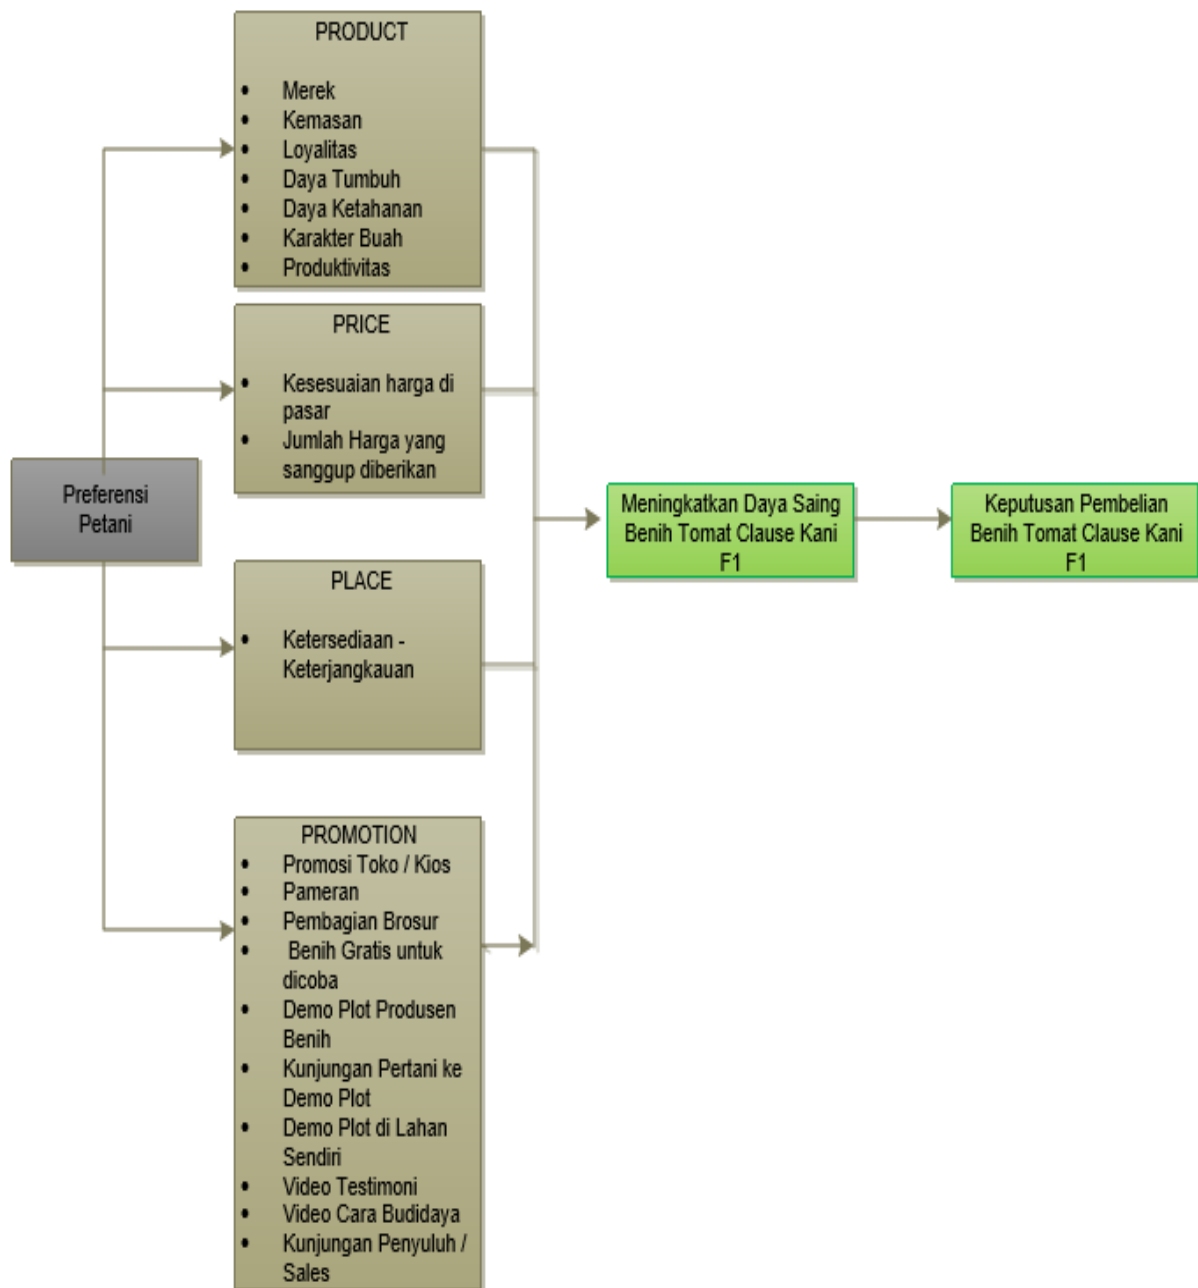 PRODUCT
• Merek
• Kemasan
• Loyalitas
• Daya Tumbuh
• Daya Ketahanan
• Karakter Buah
• Produktivitas
PRICE
• Kesesuaian harga di
pasar
• Jumlah Harga yang
sanggup diberikan
Preferensi
Petani
PLACE
• Ketersediaan -
Keterjangkauan
PROMOTION
• Promosi Toko / Kios
• Pameran
• Pembagian Brosur
• Benih Gratis untuk
dicoba
• Demo Plot Produsen
Benih
• Kunjungan Pertani ke
Demo Plot
• Demo Plot di Lahan
Sendiri
• Video Testimoni
• Video Cara Budidaya
• Kunjungan Penyuluh /
Sales
Meningkatkan Daya Saing
Benih Tomat Clause Kani
F1
Keputusan Pembelian
Benih Tomat Clause Kani
F1